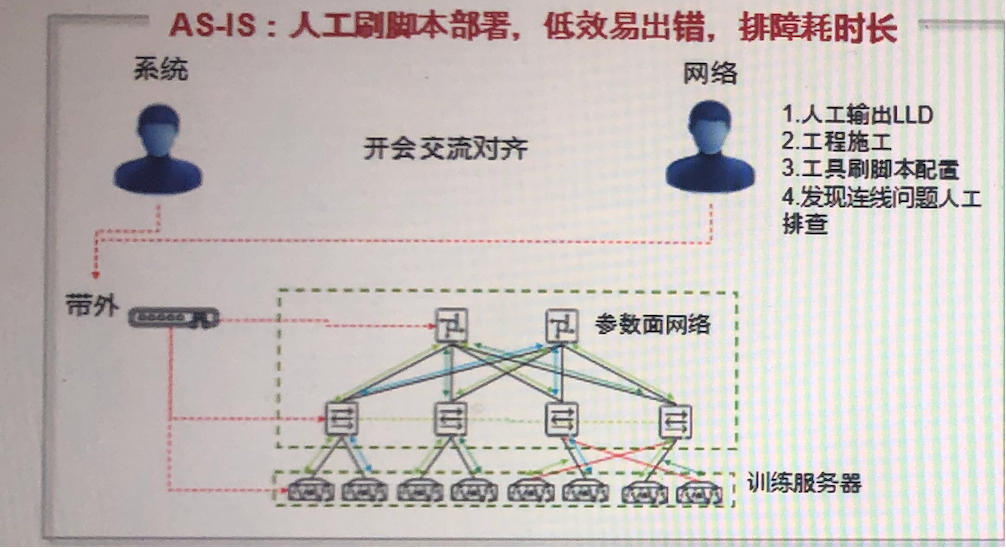 AS-IS：人工刷脚本部署，低效易出错，排障耗时长
系统
网络
开会交流对齐
1.人工输出LLD
2.工程施工
3.工具刷脚本配置
4.发现连线问题人工
排查
带外
参数面网络
训练服务器